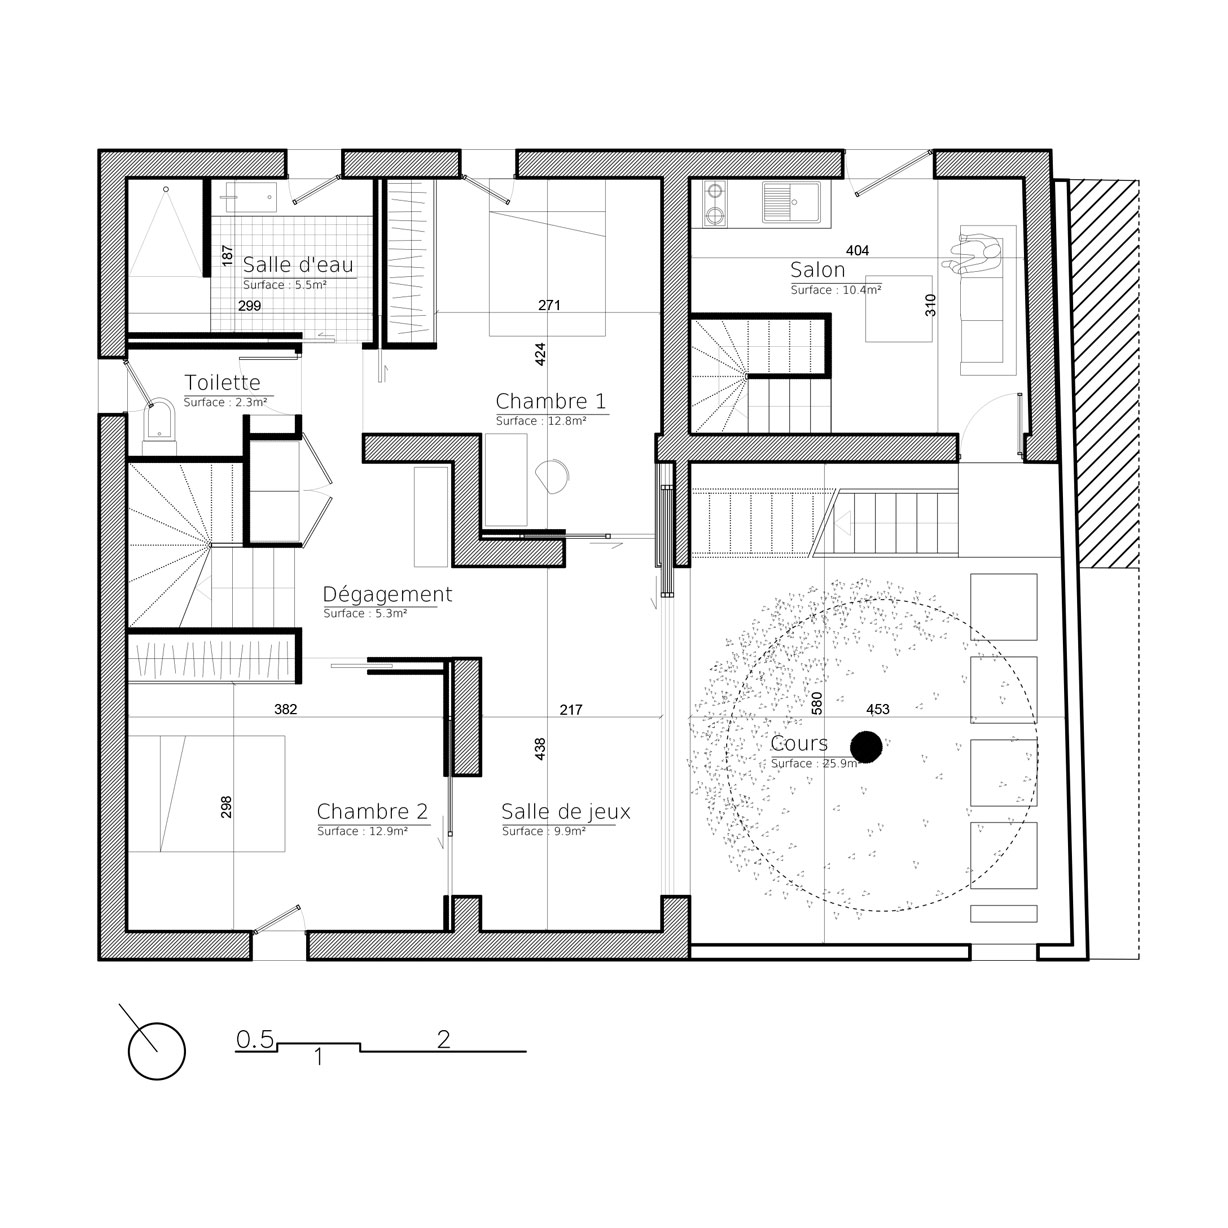 187
Salle d'eau
Surface : 5.5m²
299
271
424
404
Salon
Surface : 10.4m²
310
Toilette
Surface : 2.3m²
Chambre 1
Surface : 12.8m²
Dégagement
Surface : 5.3m²
382
298
Chambre 2
Surface : 12.9m²
217
438
Salle de jeux
Surface : 9.9m²
580
453
Cours
Surface : 25.9m²
0.5
1
2